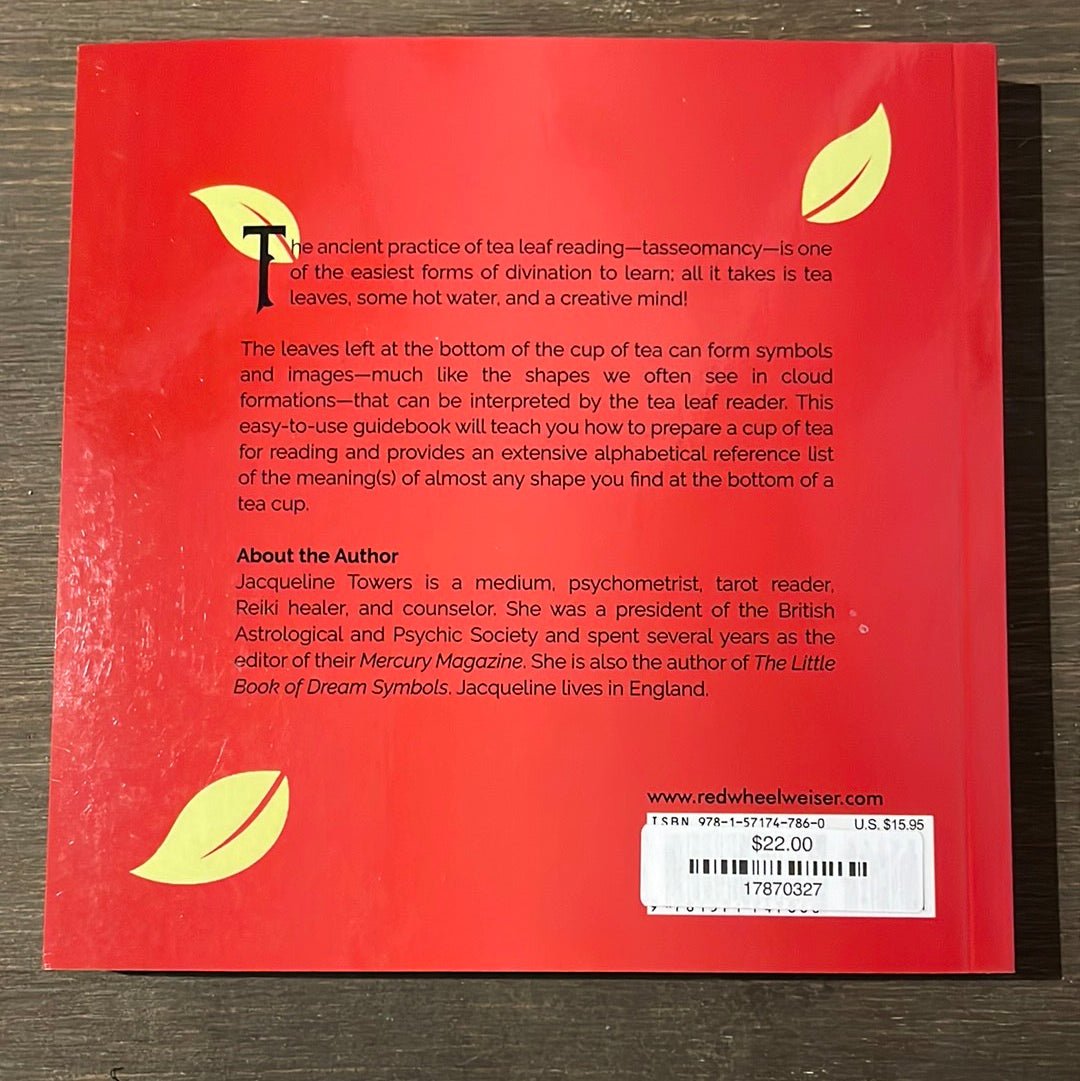 The ancient practice of tea leaf reading—tasseomancy—is one
of the easiest forms of divination to learn; all it takes is tea
leaves, some hot water, and a creative mind!
The leaves left at the bottom of the cup of tea can form symbols
and images—much like the shapes we often see in cloud
formations—that can be interpreted by the tea leaf reader. This
easy-to-use guidebook will teach you how to prepare a cup of tea
for reading and provides an extensive alphabetical reference list
of the meaning(s) of almost any shape you find at the bottom of a
tea cup.
About the Author
Jacqueline Towers is a medium, psychometrist, tarot reader,
Reiki healer, and counselor. She was a president of the British
Astrological and Psychic Society and spent several years as the
editor of their Mercury Magazine. She is also the author of The Little
Book of Dream Symbols. Jacqueline lives in England.
www.redwheelweiser.com
ISBN 978-1-57174-786-0 U.S. $15.95
$22.00
17870327